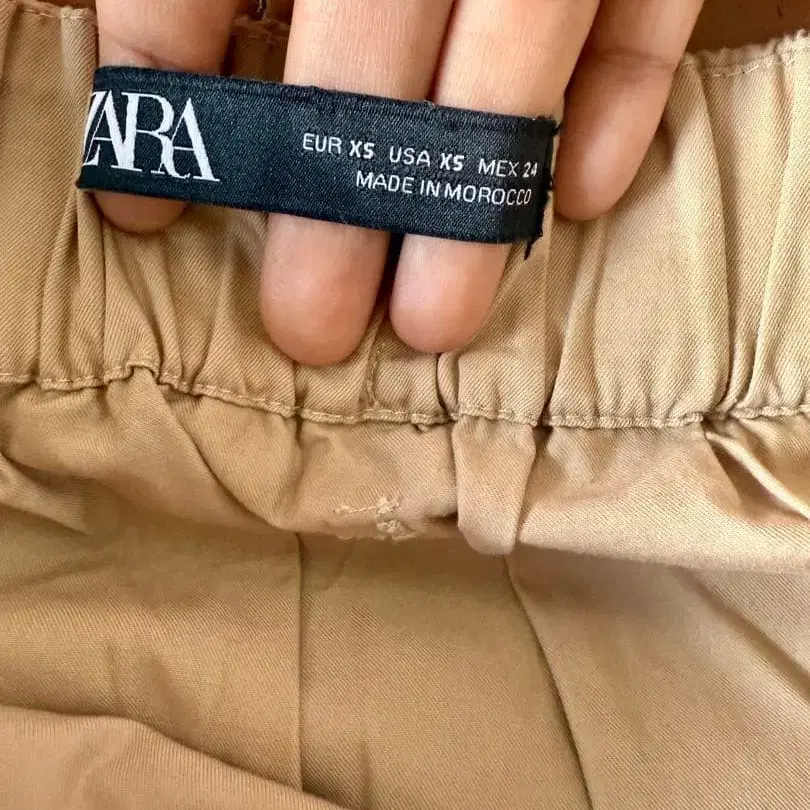 ZARA
EUR XS USA XS MEX 24
MADE IN MOROCCO